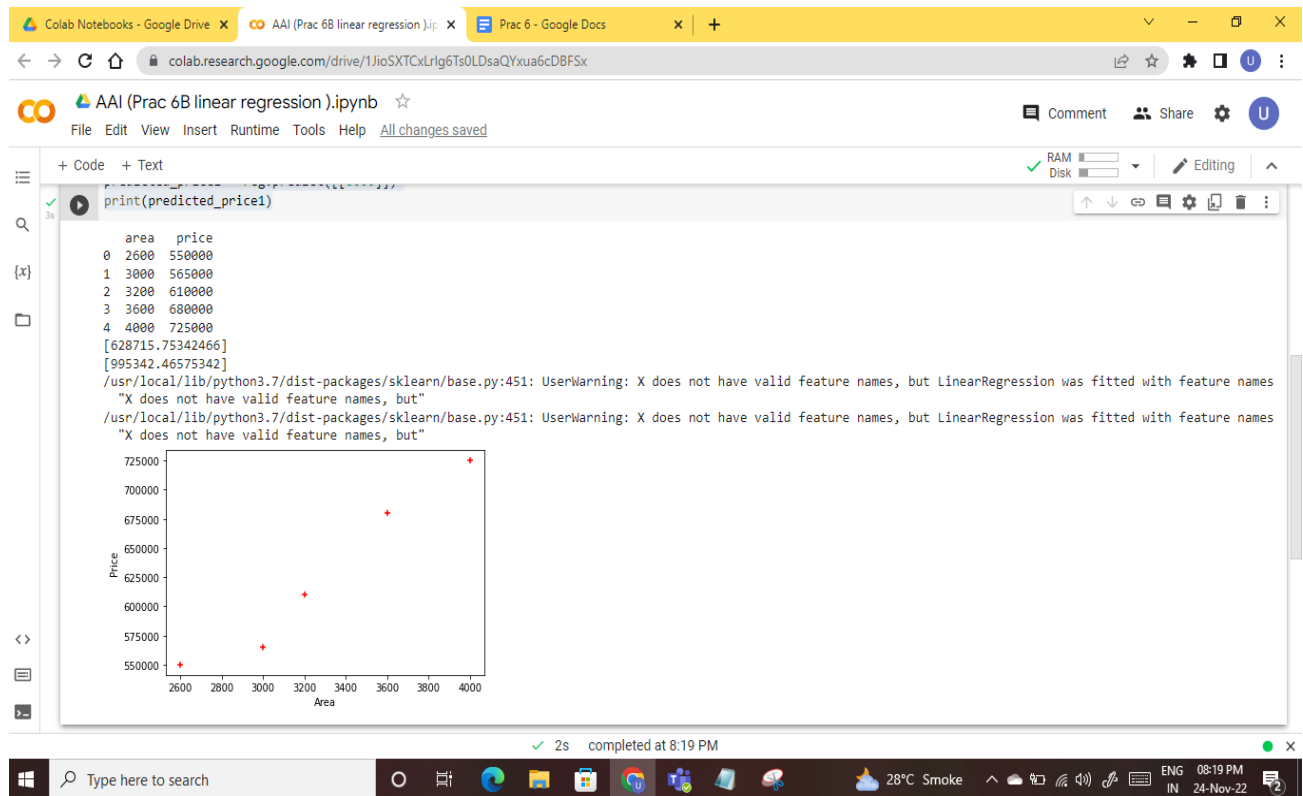 Colab Notebooks - Google Drive
AAI (Prac 6B linear regression ).ip
Prac 6 - Google Docs
colab.research.google.com/drive/1JioSXTCxLrIg6Ts0LDsaQYxua6cDBFSx
U
CO AAI (Prac 6B linear regression ).ipynb
Comment Share U
File Edit View Insert Runtime Tools Help All changes saved
+ Code + Text
RAM
Disk
Editing
3s
print(predicted_price1)
{x}
area price
0 2600 550000
1 3000 565000
2 3200 610000
3 3600 680000
4 4000 725000
[628715.75342466]
[995342.46575342]
/usr/local/lib/python3.7/dist-packages/sklearn/base.py:451: UserWarning: X does not have valid feature names, but LinearRegression was fitted with feature names
"X does not have valid feature names, but"
/usr/local/lib/python3.7/dist-packages/sklearn/base.py:451: UserWarning: X does not have valid feature names, but LinearRegression was fitted with feature names
"X does not have valid feature names, but"
725000
700000
675000
650000
625000
600000
575000
550000
Price
2600 2800 3000 3200 3400 3600 3800 4000
Area
2s completed at 8:19 PM
Type here to search
28°C Smoke
ENG
IN
08:19 PM
24-Nov-22
2